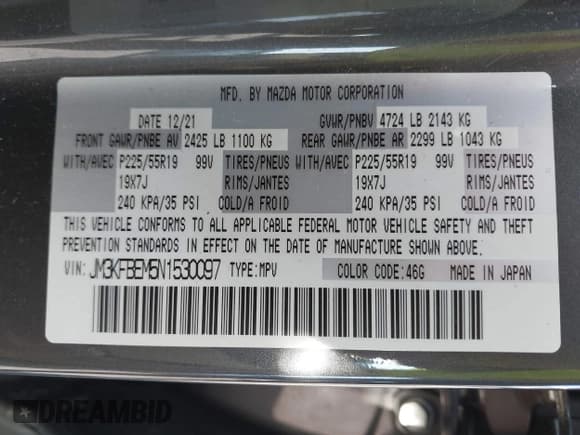 MFD. BY MAZDA MOTOR CORPORATION
DATE 12/21 GVWR/PNBV 4724 LB 2143 KG
FRONT GAWR/PNBE AV 2425 LB 1100 KG REAR GAWR/PNBE AR 2299 LB 1043 KG
WITH/AVEC P225/55R19 99V TIRES/PNEUS WITH/AVEC P225/55R19 99V TIRES/PNEUS
19X7J RIMS/JANTES 19X7J RIMS/JANTES
240 KPA/35 PSI COLD/A FROID 240 KPA/35 PSI COLD/A FROID
THIS VEHICLE CONFORMS TO ALL APPLICABLE FEDERAL MOTOR VEHICLE SAFETY AND THEFT
PREVENTION STANDARDS IN EFFECT ON THE DATE OF MANUFACTURE SHOWN ABOVE.
VIN: JM3KFBEM5N1530097 TYPE:MPV COLOR CODE:46G MADE IN JAPAN
DREAMBID